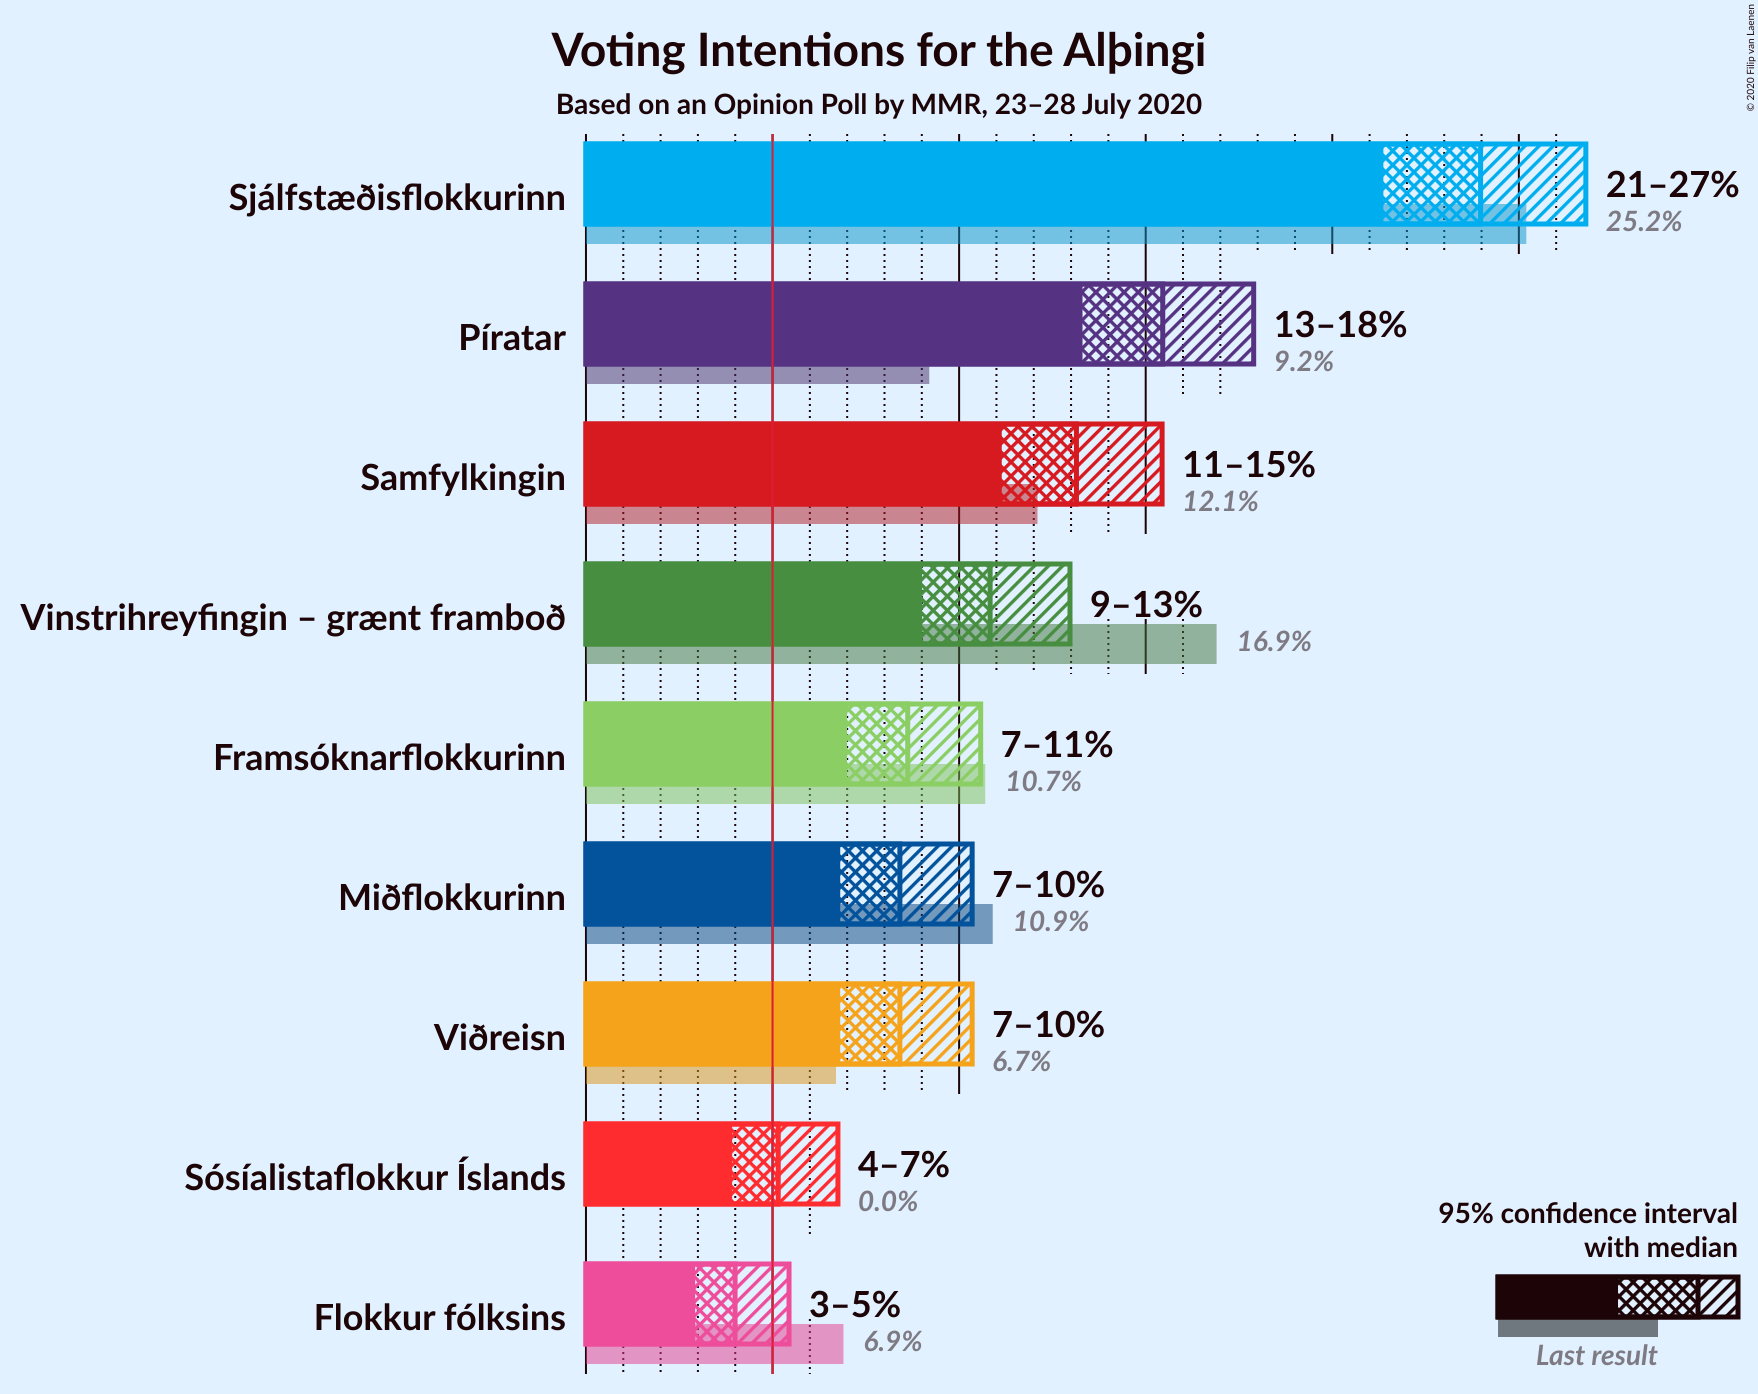 Voting Intentions for the Alþingi
Based on an Opinion Poll by MMR, 23–28 July 2020
© 2020 Filip van Laenen
Sjálfstæðisflokkurinn
21–27%
25.2%
Píratar
13–18%
9.2%
Samfylkingin
11–15%
12.1%
Vinstrihreyfingin – grænt framboð
9–13%
16.9%
Framsóknarflokkurinn
7–11%
10.7%
Miðflokkurinn
7–10%
10.9%
Viðreisn
7–10%
6.7%
Sósíalistaflokkur Íslands
4–7%
0.0%
Flokkur fólksins
3–5%
6.9%
95% confidence interval
with median
Last result